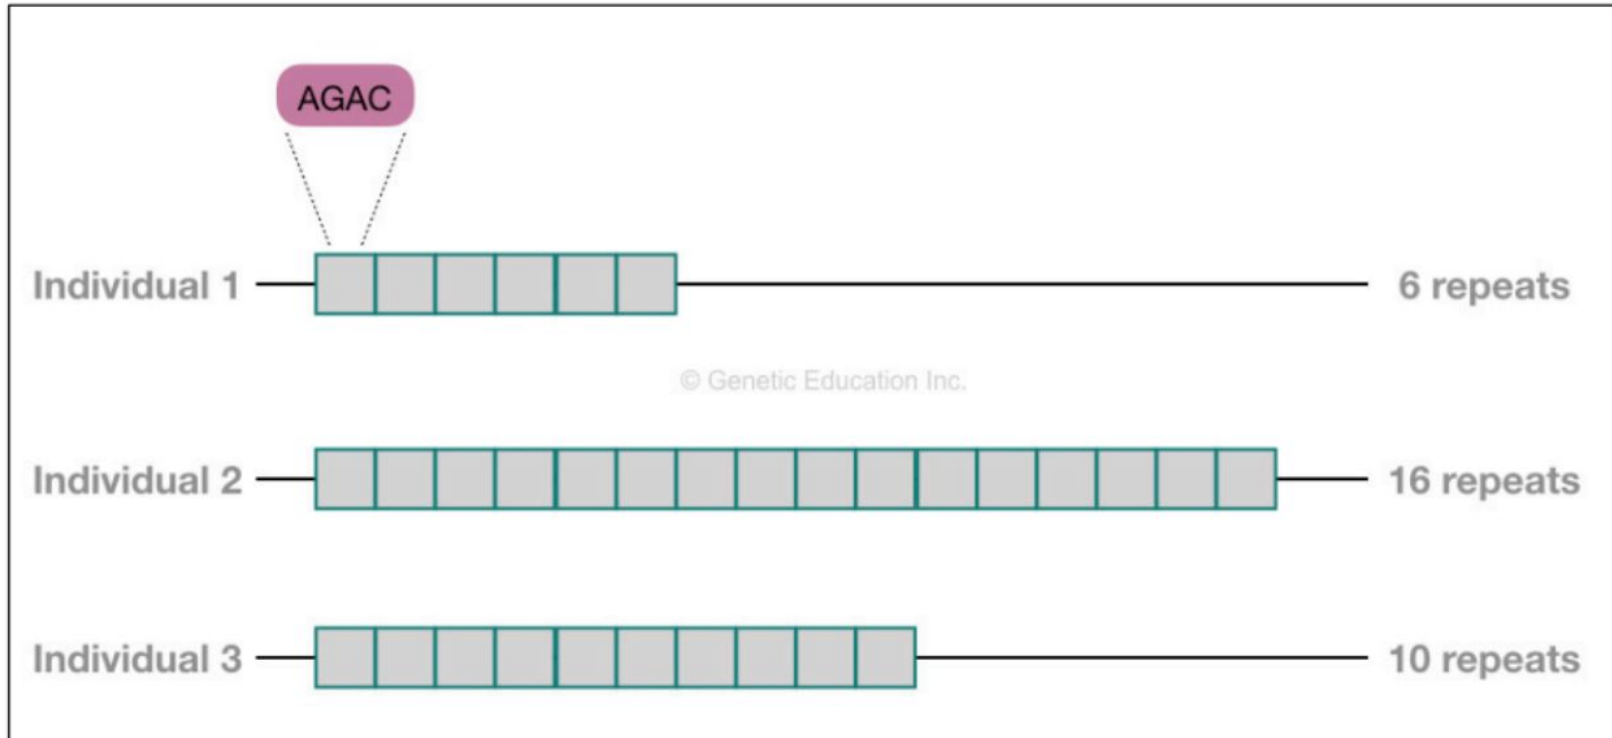 AGAC
Individual 1 6 repeats
© Genetic Education Inc.
Individual 2 16 repeats
Individual 3 10 repeats